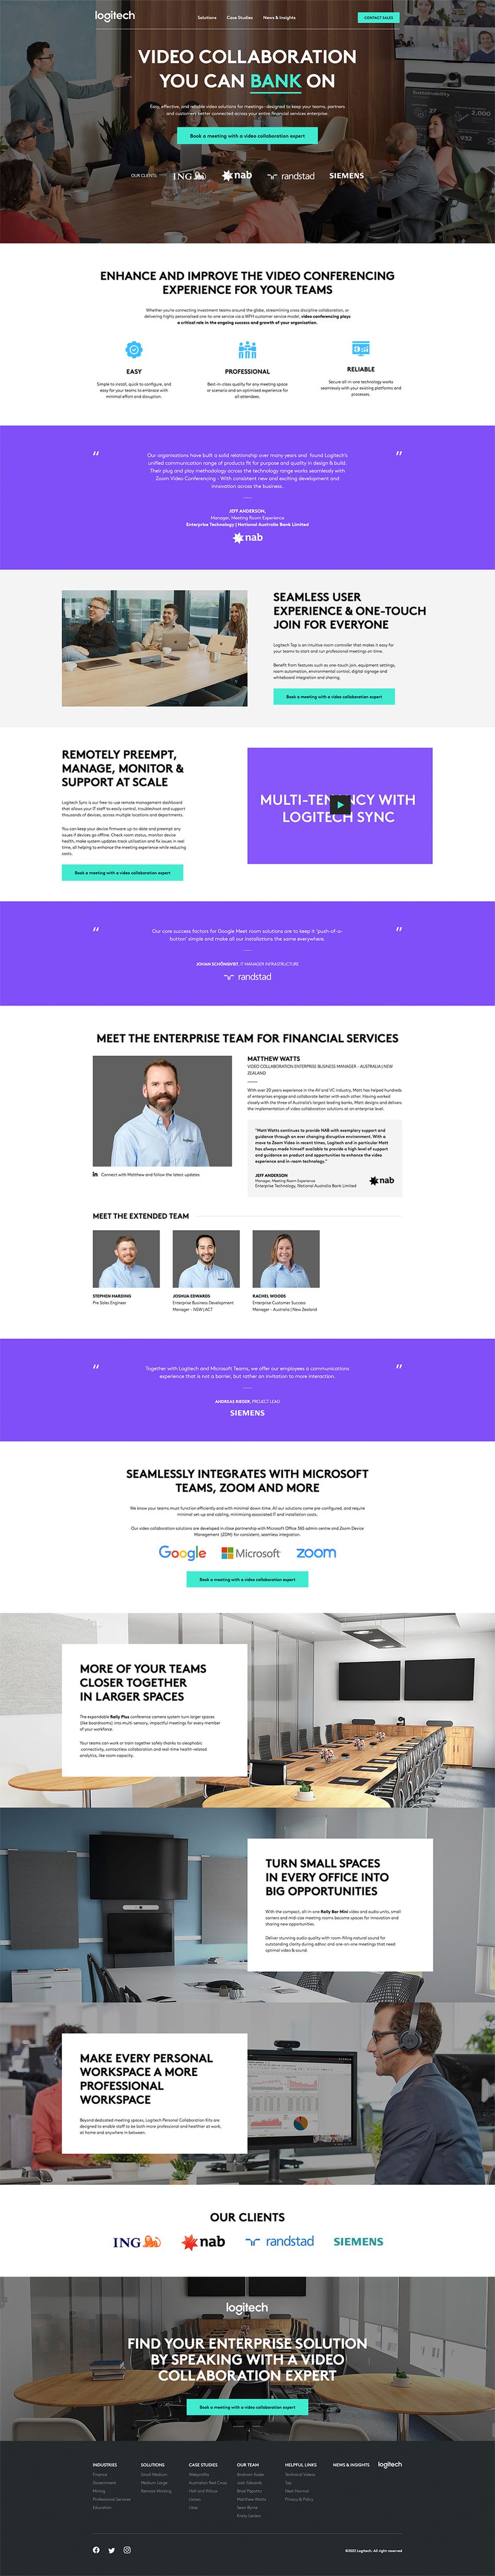 logitech
Solutions Case Studies News & Insights
CONTACT SALES
VIDEO COLLABORATION
YOU CAN BANK ON
Easy, effective, and reliable video solutions for meetings—designed to keep your teams, partners
and customers better connected across your entire financial services enterprise.
Book a meeting with a video collaboration expert
OUR CLIENTS ING nab randstad SIEMENS
ENHANCE AND IMPROVE THE VIDEO CONFERENCING
EXPERIENCE FOR YOUR TEAMS
Whether you're connecting investment teams around the globe, streamlining cross discipline collaboration, or
delivering highly personalised one-to-one service via a WFH customer service model, video conferencing plays
a critical role in the ongoing success and growth of your organisation.
EASY
Simple to install, quick to configure, and
easy for your teams to embrace with
minimal effort and disruption.
PROFESSIONAL
Best-in-class quality for any meeting space
or scenario and an optimised experience for
all attendees.
RELIABLE
Secure all-in-one technology works
seamlessly with your existing platforms and
processes.
Our organisations have built a solid relationship over many years and found Logitech's
unified communication range of products fit for purpose and quality in design & build.
Their plug and play methodology across the technology range works seamlessly with
Zoom Video Conferencing - With consistent new and exciting development and
innovation across the business.
JEFF ANDERSON,
Manager, Meeting Room Experience
Enterprise Technology | National Australia Bank Limited
nab
SEAMLESS USER
EXPERIENCE & ONE-TOUCH
JOIN FOR EVERYONE
Logitech Tap is an intuitive room controller that makes it easy for
your teams to start and run professional meetings on time.
Benefit from features such as one-touch join, equipment settings,
room automation, environmental control, digital signage and
whiteboard integration and sharing.
Book a meeting with a video collaboration expert
REMOTELY PREEMPT,
MANAGE, MONITOR &
SUPPORT AT SCALE
Logitech Sync is our free-to-use remote management dashboard
that allows your IT staff to easily control, troubleshoot and support
thousands of devices, across multiple locations and departments.
You can keep your device firmware up-to-date and preempt any
issues if devices go offline. Check room status, monitor device
health, make system updates track utilisation and fix issues in real
time, all helping to enhance the meeting experience while reducing
costs.
Book a meeting with a video collaboration expert
MULTI-TENANCY WITH
LOGITECH SYNC
Our core success factors for Google Meet room solutions are to keep it 'push-of-a-
button' simple and make all our installations the same everywhere.
JOHAN SCHÖNQVIST, IT MANAGER INFRASTRUCTURE
randstad
MEET THE ENTERPRISE TEAM FOR FINANCIAL SERVICES
MATTHEW WATTS
VIDEO COLLABORATION ENTERPRISE BUSINESS MANAGER - AUSTRALIA | NEW
ZEALAND
With over 20 years experience in the AV and VC industry, Matt has helped hundreds
of enterprises engage and collaborate better with each other. Having worked
closely with the three of Australia's largest leading banks, Matt designs and delivers
the implementation of video collaboration solutions at an enterprise level.
"Matt Watts continues to provide NAB with exemplary support and
guidance through an ever changing disruptive environment. With a
move to Zoom Video in recent times, Logitech and in particular Matt
has always made himself available to provide a high level of support
and guidance on product and opportunities to enhance the video
experience and in-room technology."
JEFF ANDERSON
Manager, Meeting Room Experience
Enterprise Technology, National Australia Bank Limited
nab
Connect with Matthew and follow the latest updates
MEET THE EXTENDED TEAM
STEPHEN HARDING
Pre Sales Engineer
JOSHUA EDWARDS
Enterprise Business Development
Manager - NSW | ACT
RACHEL WOODS
Enterprise Customer Success
Manager - Australia | New Zealand
Together with Logitech and Microsoft Teams, we offer our employees a communications
experience that is not a barrier, but rather an invitation to more interaction.
ANDREAS RIEDER, PROJECT LEAD
SIEMENS
SEAMLESSLY INTEGRATES WITH MICROSOFT
TEAMS, ZOOM AND MORE
We know your teams must function efficiently and with minimal down-time. All our solutions come pre-configured, and require
minimal set-up and cabling, minimising associated IT and installation costs.
Our video collaboration solutions are developed in close partnership with Microsoft Office 365 admin centre and Zoom Device
Management (ZDM) for consistent, seamless integration.
Google Microsoft zoom
Book a meeting with a video collaboration expert
MORE OF YOUR TEAMS
CLOSER TOGETHER
IN LARGER SPACES
The expandable Rally Plus conference camera system turn larger spaces
(like boardrooms) into multi-sensory, impactful meetings for every member
of your workforce.
Your teams can work or train together safely thanks to oleophobic
connectivity, contactless collaboration and real-time health-related
analytics, like room capacity.
TURN SMALL SPACES
IN EVERY OFFICE INTO
BIG OPPORTUNITIES
With the compact, all-in-one Rally Bar Mini video and audio units, small
corners and mid-size meeting rooms become spaces for innovation and
sharing new opportunities.
Deliver stunning audio quality with room-filling natural sound for
outstanding clarity during adhoc and one-on-one meetings that need
optimal video & sound.
MAKE EVERY PERSONAL
WORKSPACE A MORE
PROFESSIONAL
WORKSPACE
Beyond dedicated meeting spaces, Logitech Personal Collaboration Kits are
designed to enable staff to be both more professional and healthier at work,
at home and anywhere in between.
OUR CLIENTS
ING nab randstad SIEMENS
logitech
FIND YOUR ENTERPRISE SOLUTION
BY SPEAKING WITH A VIDEO
COLLABORATION EXPERT
Book a meeting with a video collaboration expert
INDUSTRIES
Finance
Government
Mining
Professional Services
Education
SOLUTIONS
Small Medium
Medium Large
Remote Working
CASE STUDIES
Webprofits
Australian Red Cross
Hall and Wilcox
OUR TEAM
Josh Edwards
Matthew Watts
Sean Byrne
HELPFUL LINKS
Technical Videos
Tap
Next Normal
Privacy & Policy
NEWS & INSIGHTS
logitech
©2022 Logitech. All right reserved